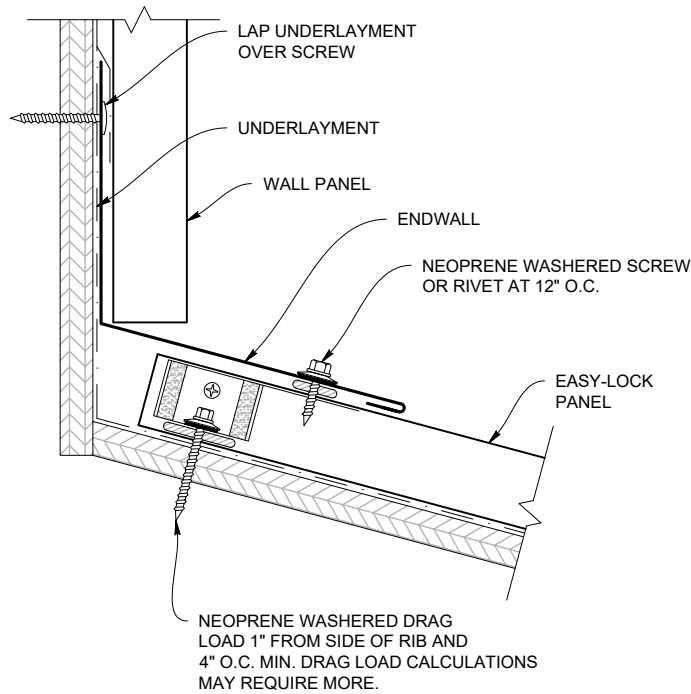 LAP UNDERLAYMENT
OVER SCREW
UNDERLAYMENT
WALL PANEL
ENDWALL
NEOPRENE WASHERED SCREW
OR RIVET AT 12" O.C.
EASY-LOCK
PANEL
NEOPRENE WASHERED DRAG
LOAD 1" FROM SIDE OF RIB AND
4" O.C. MIN. DRAG LOAD CALCULATIONS
MAY REQUIRE MORE.